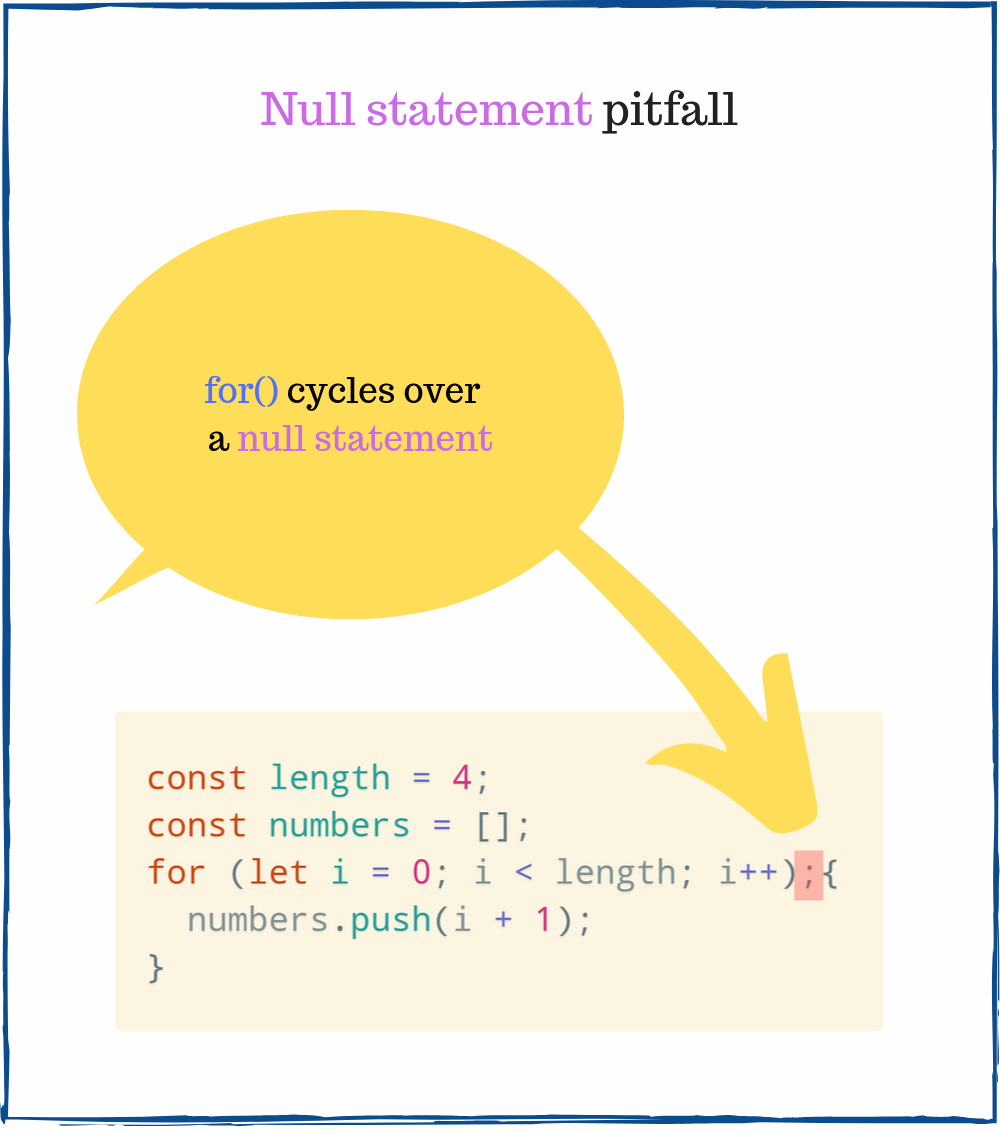 Null statement pitfall
for() cycles over
a null statement
const length = 4;
const numbers = [];
for (let i = 0; i < length; i++);{
  numbers.push(i + 1);
}